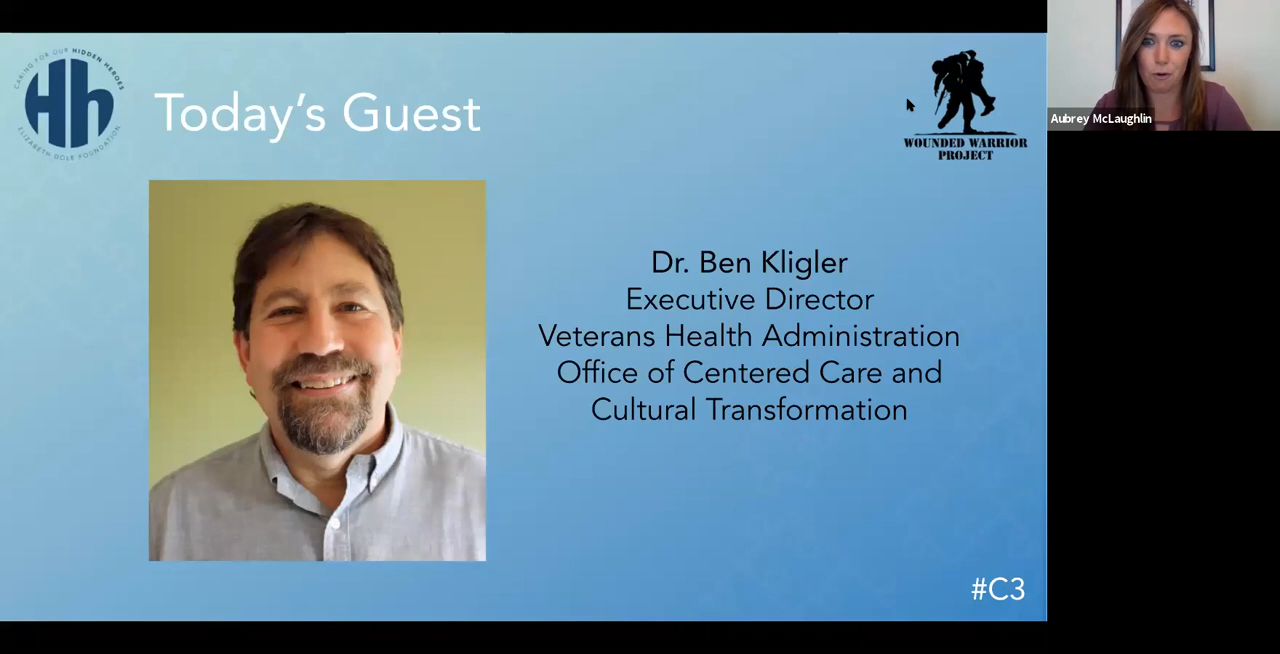 CARING FOR OUR HIDDEN HEROES
Hh
ELIZABETH DOLE FOUNDATION
Today's Guest
WOUNDED WARRIOR
PROJECT
Aubrey McLaughlin
Dr. Ben Kligler
Executive Director
Veterans Health Administration
Office of Centered Care and
Cultural Transformation
#C3